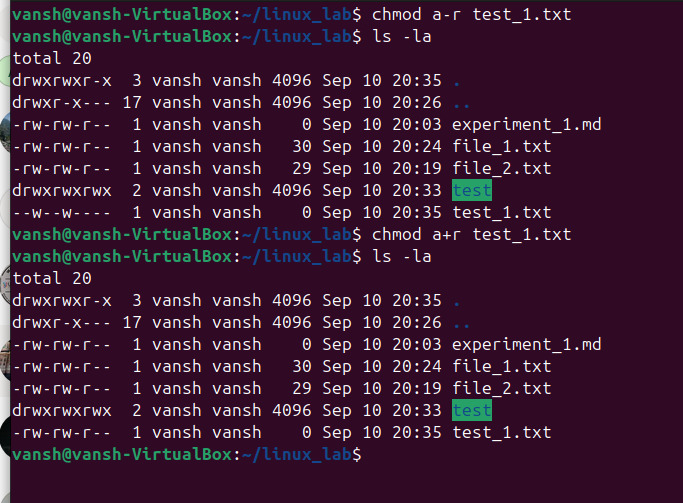 vansh@vansh-VirtualBox:~/linux_lab$ chmod a-r test_1.txt
vansh@vansh-VirtualBox:~/linux_lab$ ls -la
total 20
drwxrwxr-x  3 vansh vansh 4096 Sep 10 20:35 .
drwxr-x--- 17 vansh vansh 4096 Sep 10 20:26 ..
-rw-rw-r--  1 vansh vansh    0 Sep 10 20:03 experiment_1.md
-rw-rw-r--  1 vansh vansh   30 Sep 10 20:24 file_1.txt
-rw-rw-r--  1 vansh vansh   29 Sep 10 20:19 file_2.txt
drwxrwxrwx  2 vansh vansh 4096 Sep 10 20:33 test
--w--w----  1 vansh vansh    0 Sep 10 20:35 test_1.txt
vansh@vansh-VirtualBox:~/linux_lab$ chmod a+r test_1.txt
vansh@vansh-VirtualBox:~/linux_lab$ ls -la
total 20
drwxrwxr-x  3 vansh vansh 4096 Sep 10 20:35 .
drwxr-x--- 17 vansh vansh 4096 Sep 10 20:26 ..
-rw-rw-r--  1 vansh vansh    0 Sep 10 20:03 experiment_1.md
-rw-rw-r--  1 vansh vansh   30 Sep 10 20:24 file_1.txt
-rw-rw-r--  1 vansh vansh   29 Sep 10 20:19 file_2.txt
drwxrwxrwx  2 vansh vansh 4096 Sep 10 20:33 test
-rw-rw-r--  1 vansh vansh    0 Sep 10 20:35 test_1.txt
vansh@vansh-VirtualBox:~/linux_lab$